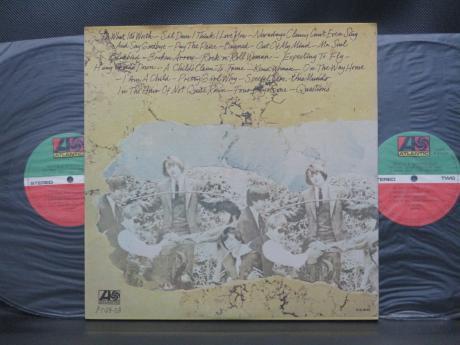 For What It's Worth—Sit Down I Think I Love You—Nowadays Clancy Can't Even Sing
And Say Goodbye—Pay The Price—Burned—Out Of My Mind—Mr. Soul
Bluebird—Broken Arrow—Rock 'n' Roll Woman—Expecting To Fly—
Hung Upside Down—A Child's Claim To Fame—Kind Woman—On The Way Home
I Am A Child—Pretty Girl Why—Special Care—Uno Mundo
In The Hour Of Not Quite Rain—Four Days Gone—Questions
ATLANTIC
STEREO
ATLANTIC
STEREO
TWO
ATLANTIC